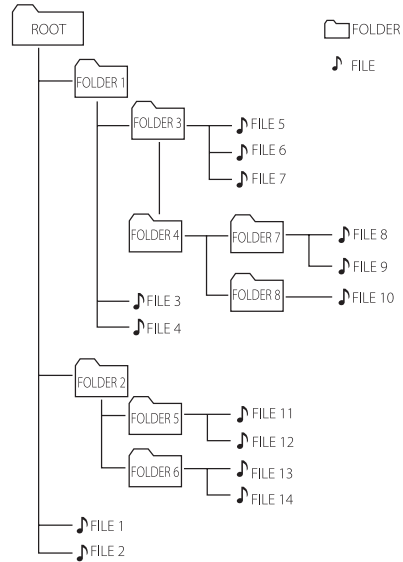 ROOT
FOLDER
FILE
FOLDER 1
FOLDER 3
FILE 5
FILE 6
FILE 7
FOLDER 4
FOLDER 7
FILE 8
FILE 9
FOLDER 8
FILE 10
FILE 3
FILE 4
FOLDER 2
FOLDER 5
FILE 11
FILE 12
FOLDER 6
FILE 13
FILE 14
FILE 1
FILE 2